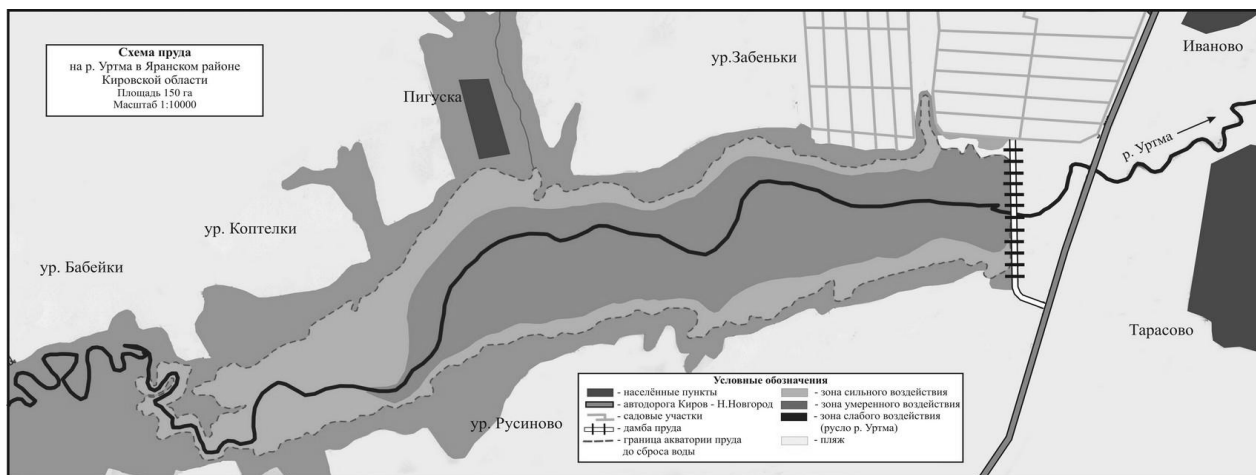 Схема пруда
на р. Уртма в Яранском районе
Кировской области
Площадь 150 га
Масштаб 1:10000
Пигуска
ур.Забеньки
Иваново
р. Уртма
ур. Коптелки
ур. Бабейки
Тарасово
ур. Русиново
Условные обозначения
- населённые пункты
- автодорога Киров - Н.Новгород
- садовые участки
- дамба пруда
- граница акватории пруда
до сброса воды
- зона сильного воздействия
- зона умеренного воздействия
- зона слабого воздействия
(русло р. Уртма)
- пляж